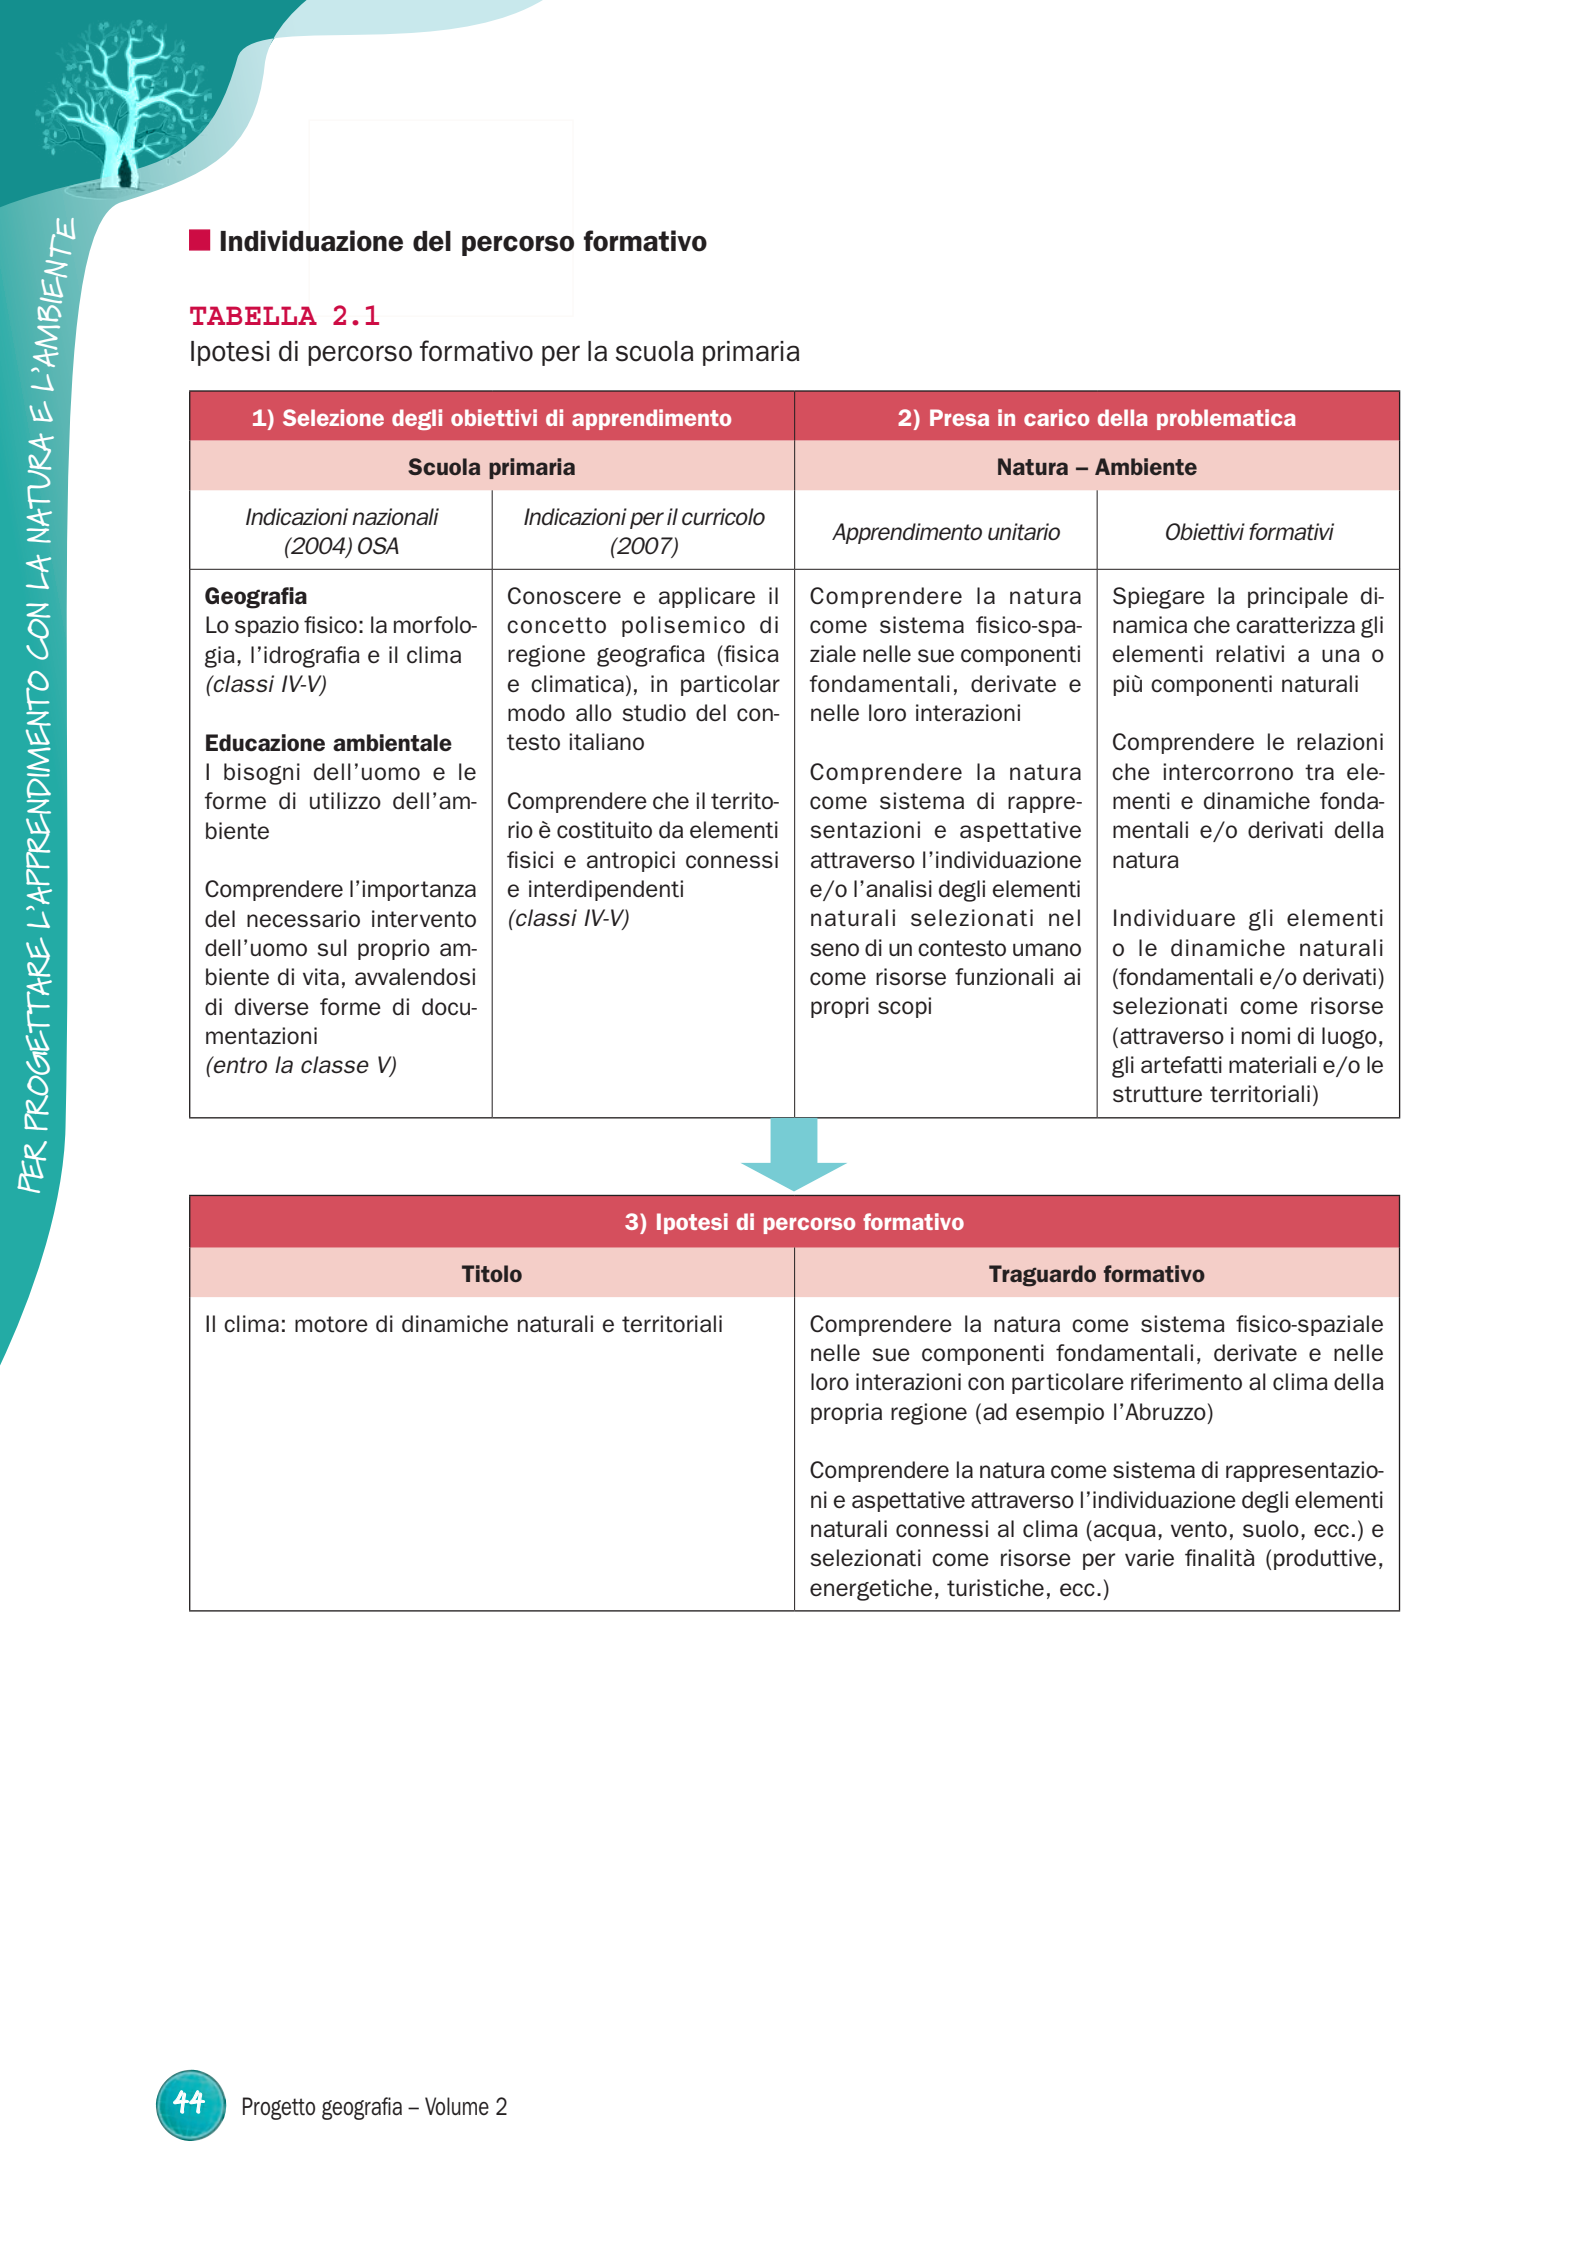 PER PROGETTARE L'APPRENDIMENTO CON LA NATURA E L'AMBIENTE
Individuazione del percorso formativo
TABELLA 2.1
Ipotesi di percorso formativo per la scuola primaria
1) Selezione degli obiettivi di apprendimento
2) Presa in carico della problematica
Scuola primaria
Natura – Ambiente
Indicazioni nazionali
(2004) OSA
Indicazioni per il curricolo
(2007)
Apprendimento unitario
Obiettivi formativi
Geografia
Lo spazio fisico: la morfolo-
gia, l'idrografia e il clima
(classi IV-V)
Educazione ambientale
I bisogni dell'uomo e le
forme di utilizzo dell'am-
biente
Comprendere l'importanza
del necessario intervento
dell'uomo sul proprio am-
biente di vita, avvalendosi
di diverse forme di docu-
mentazioni
(entro la classe V)
Conoscere e applicare il
concetto polisemico di
regione geografica (fisica
e climatica), in particolar
modo allo studio del con-
testo italiano
Comprendere che il territo-
rio è costituito da elementi
fisici e antropici connessi
e interdipendenti
(classi IV-V)
Comprendere la natura
come sistema fisico-spa-
ziale nelle sue componenti
fondamentali, derivate e
nelle loro interazioni
Comprendere la natura
come sistema di rappre-
sentazioni e aspettative
attraverso l'individuazione
e/o l'analisi degli elementi
naturali selezionati nel
seno di un contesto umano
come risorse funzionali ai
propri scopi
Spiegare la principale di-
namica che caratterizza gli
elementi relativi a una o
più componenti naturali
Comprendere le relazioni
che intercorrono tra ele-
menti e dinamiche fonda-
mentali e/o derivati della
natura
Individuare gli elementi
o le dinamiche naturali
(fondamentali e/o derivati)
selezionati come risorse
(attraverso i nomi di luogo,
gli artefatti materiali e/o le
strutture territoriali)
3) Ipotesi di percorso formativo
Titolo
Traguardo formativo
Il clima: motore di dinamiche naturali e territoriali
Comprendere la natura come sistema fisico-spaziale
nelle sue componenti fondamentali, derivate e nelle
loro interazioni con particolare riferimento al clima della
propria regione (ad esempio l'Abruzzo)
Comprendere la natura come sistema di rappresentazio-
ni e aspettative attraverso l'individuazione degli elementi
naturali connessi al clima (acqua, vento, suolo, ecc.) e
selezionati come risorse per varie finalità (produttive,
energetiche, turistiche, ecc.)
44
Progetto geografia – Volume 2